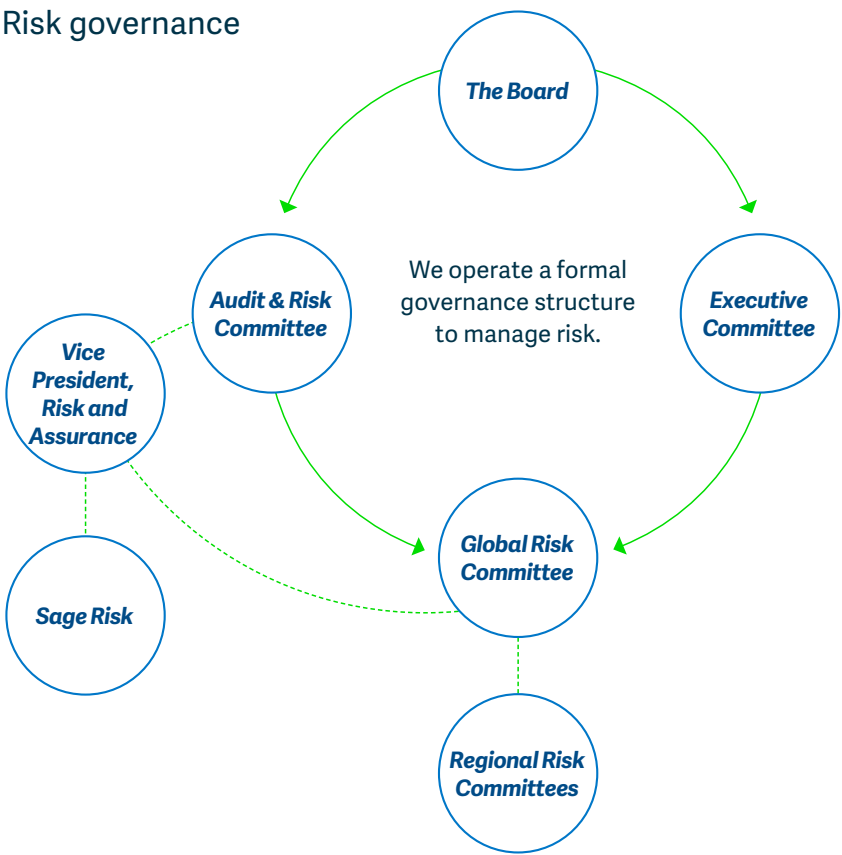 Risk governance
The Board
We operate a formal
governance structure
to manage risk.
Audit & Risk
Committee
Executive
Committee
Vice
President,
Risk and
Assurance
Global Risk
Committee
Sage Risk
Regional Risk
Committees